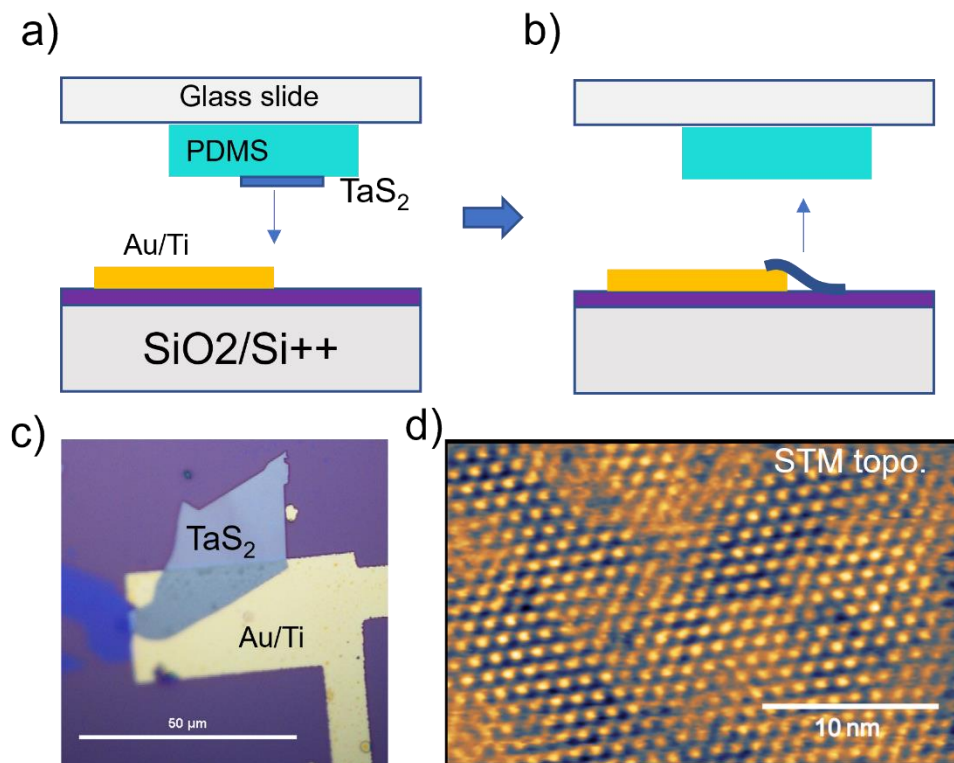 a)
b)
Glass slide
PDMS
TaS₂
Au/Ti
SiO2/Si++
c)
d)
TaS₂
Au/Ti
50 µm
STM topo.
10 nm